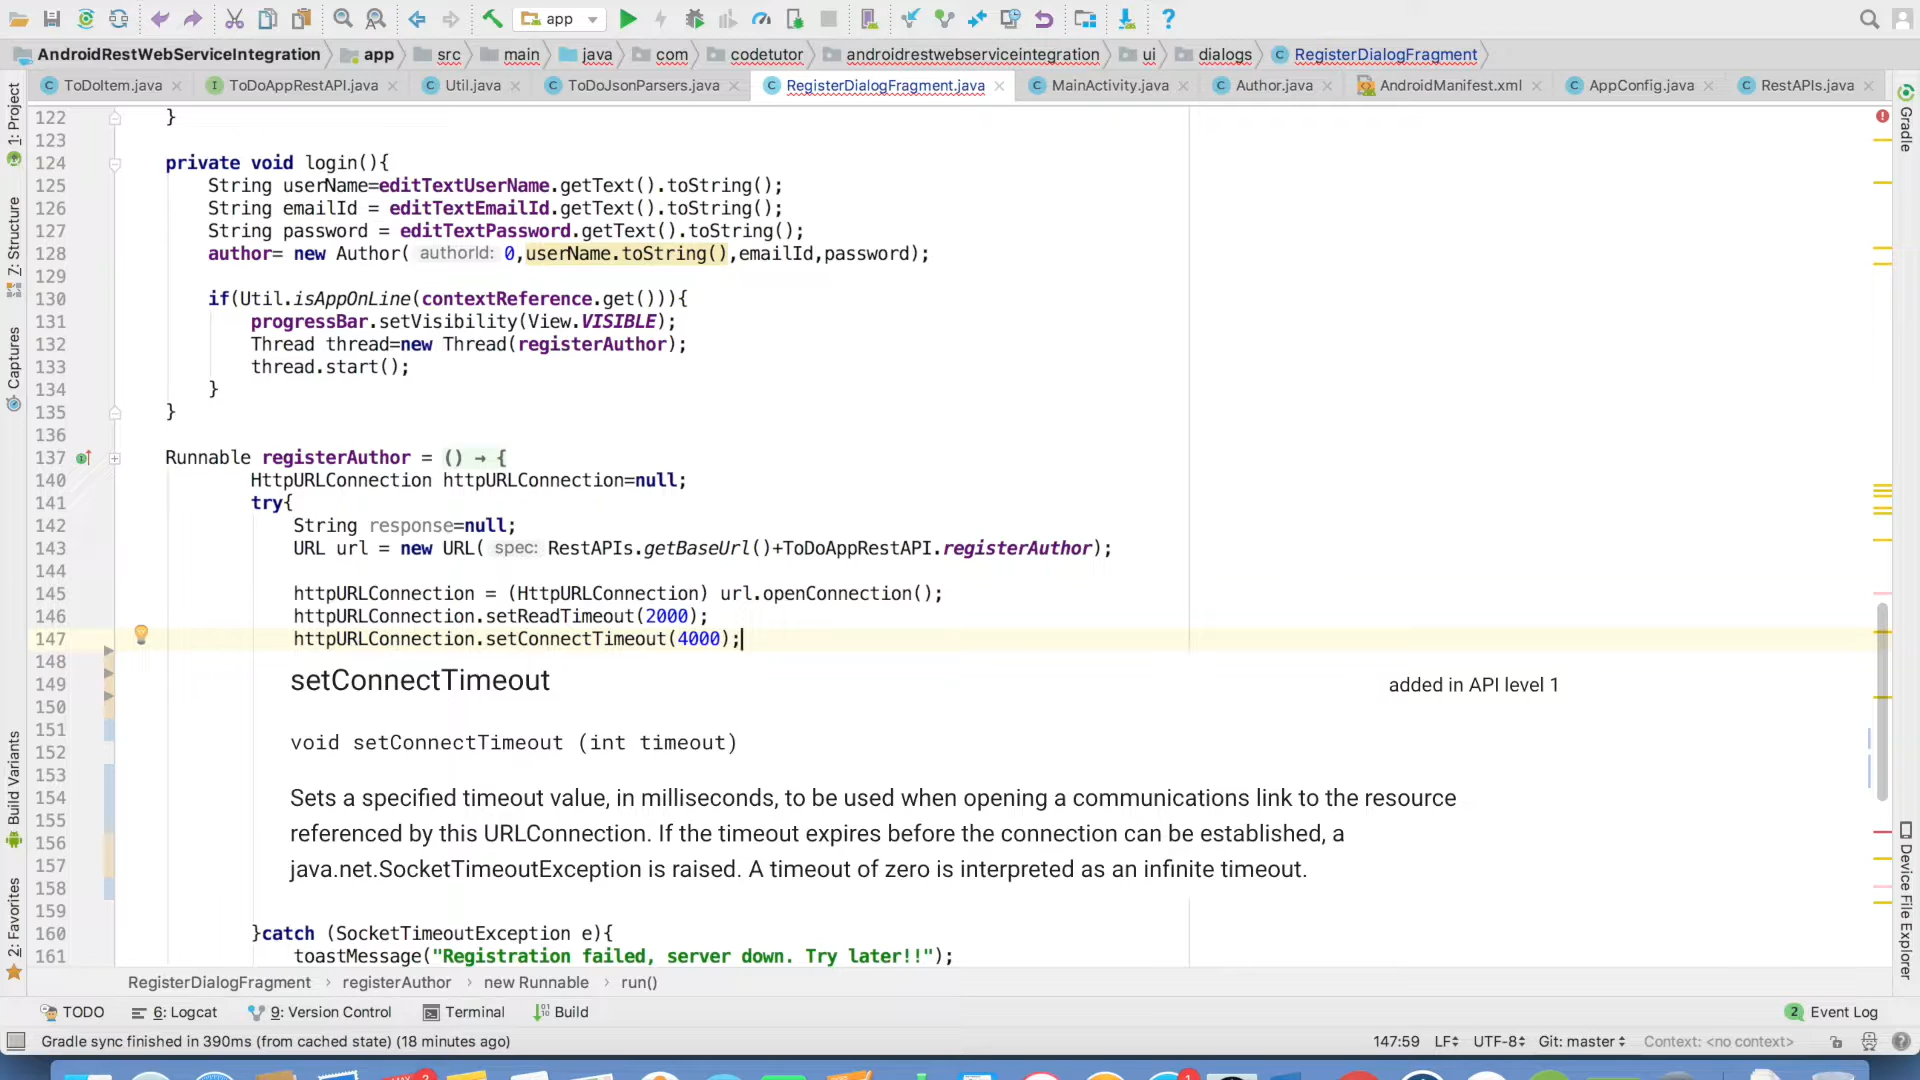 app
AndroidRestWebServiceIntegration app src main java com codetutor androidrestwebserviceintegration ui dialogs RegisterDialogFragment
ToDoItem.java ToDoAppRestAPI.java Util.java ToDoJsonParsers.java RegisterDialogFragment.java MainActivity.java Author.java AndroidManifest.xml AppConfig.java RestAPIs.java
1: Project
7: Structure
Captures
Build Variants
2: Favorites
Gradle
Device File Explorer
122 }
123
124 private void login(){
125 String userName=editTextUserName.getText().toString();
126 String emailId = editTextEmailId.getText().toString();
127 String password = editTextPassword.getText().toString();
128 author= new Author( authorId: 0,userName.toString(),emailId,password);
129
130 if(Util.isAppOnLine(contextReference.get())){
131 progressBar.setVisibility(View.VISIBLE);
132 Thread thread=new Thread(registerAuthor);
133 thread.start();
134 }
135 }
136
137 Runnable registerAuthor = () → {
140 HttpURLConnection httpURLConnection=null;
141 try{
142 String response=null;
143 URL url = new URL( spec: RestAPIs.getBaseUrl()+ToDoAppRestAPI.registerAuthor);
144
145 httpURLConnection = (HttpURLConnection) url.openConnection();
146 httpURLConnection.setReadTimeout(2000);
147 httpURLConnection.setConnectTimeout(4000);
148
149
150
151
152
153
154
155
156
157
158
159
setConnectTimeout added in API level 1
void setConnectTimeout (int timeout)
Sets a specified timeout value, in milliseconds, to be used when opening a communications link to the resource
referenced by this URLConnection. If the timeout expires before the connection can be established, a
java.net.SocketTimeoutException is raised. A timeout of zero is interpreted as an infinite timeout.
160 }catch (SocketTimeoutException e){
161 toastMessage("Registration failed, server down. Try later!!");
RegisterDialogFragment › registerAuthor › new Runnable › run()
TODO 6: Logcat 9: Version Control Terminal Build 2 Event Log
Gradle sync finished in 390ms (from cached state) (18 minutes ago) 147:59 LF UTF-8 Git: master Context: <no context>